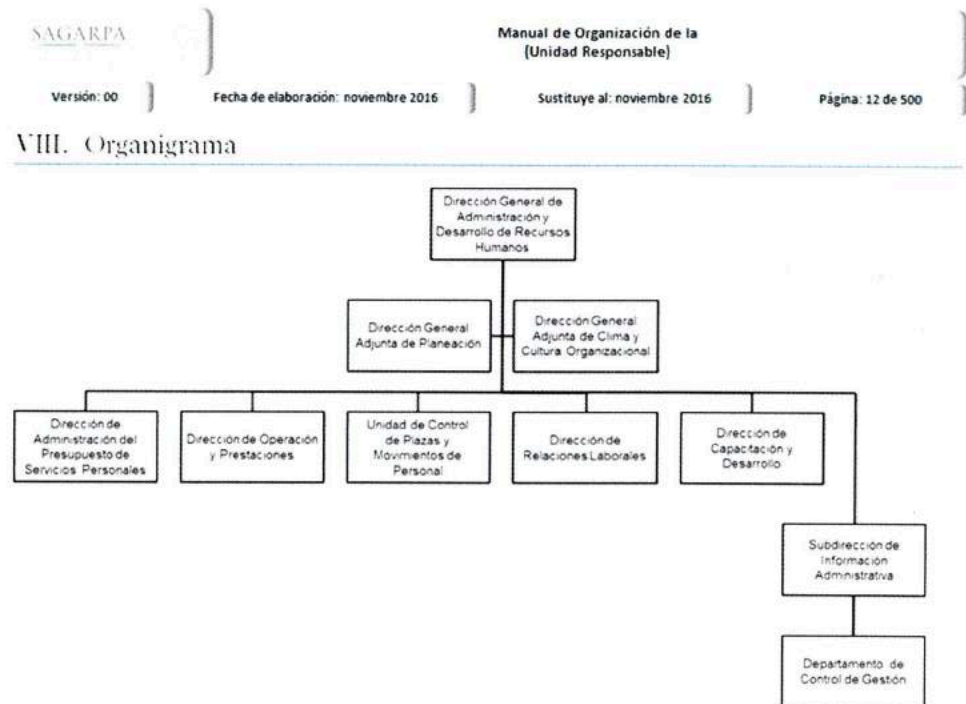 SAGARPA
Manual de Organización de la
(Unidad Responsable)
Versión: 00
Fecha de elaboración: noviembre 2016
Sustituye al: noviembre 2016
Página: 12 de 500
VIII. Organigrama
Dirección General de
Administración y
Desarrollo de Recursos
Humanos
Dirección General
Adjunta de Planeación
Dirección General
Adjunta de Clima y
Cultura Organizacional
Dirección de
Administración del
Presupuesto de
Servicios Personales
Dirección de Operación
y Prestaciones
Unidad de Control
de Plazas y
Movimientos de
Personal
Dirección de
Relaciones Laborales
Dirección de
Capacitación y
Desarrollo
Subdirección de
Información
Administrativa
Departamento de
Control de Gestión